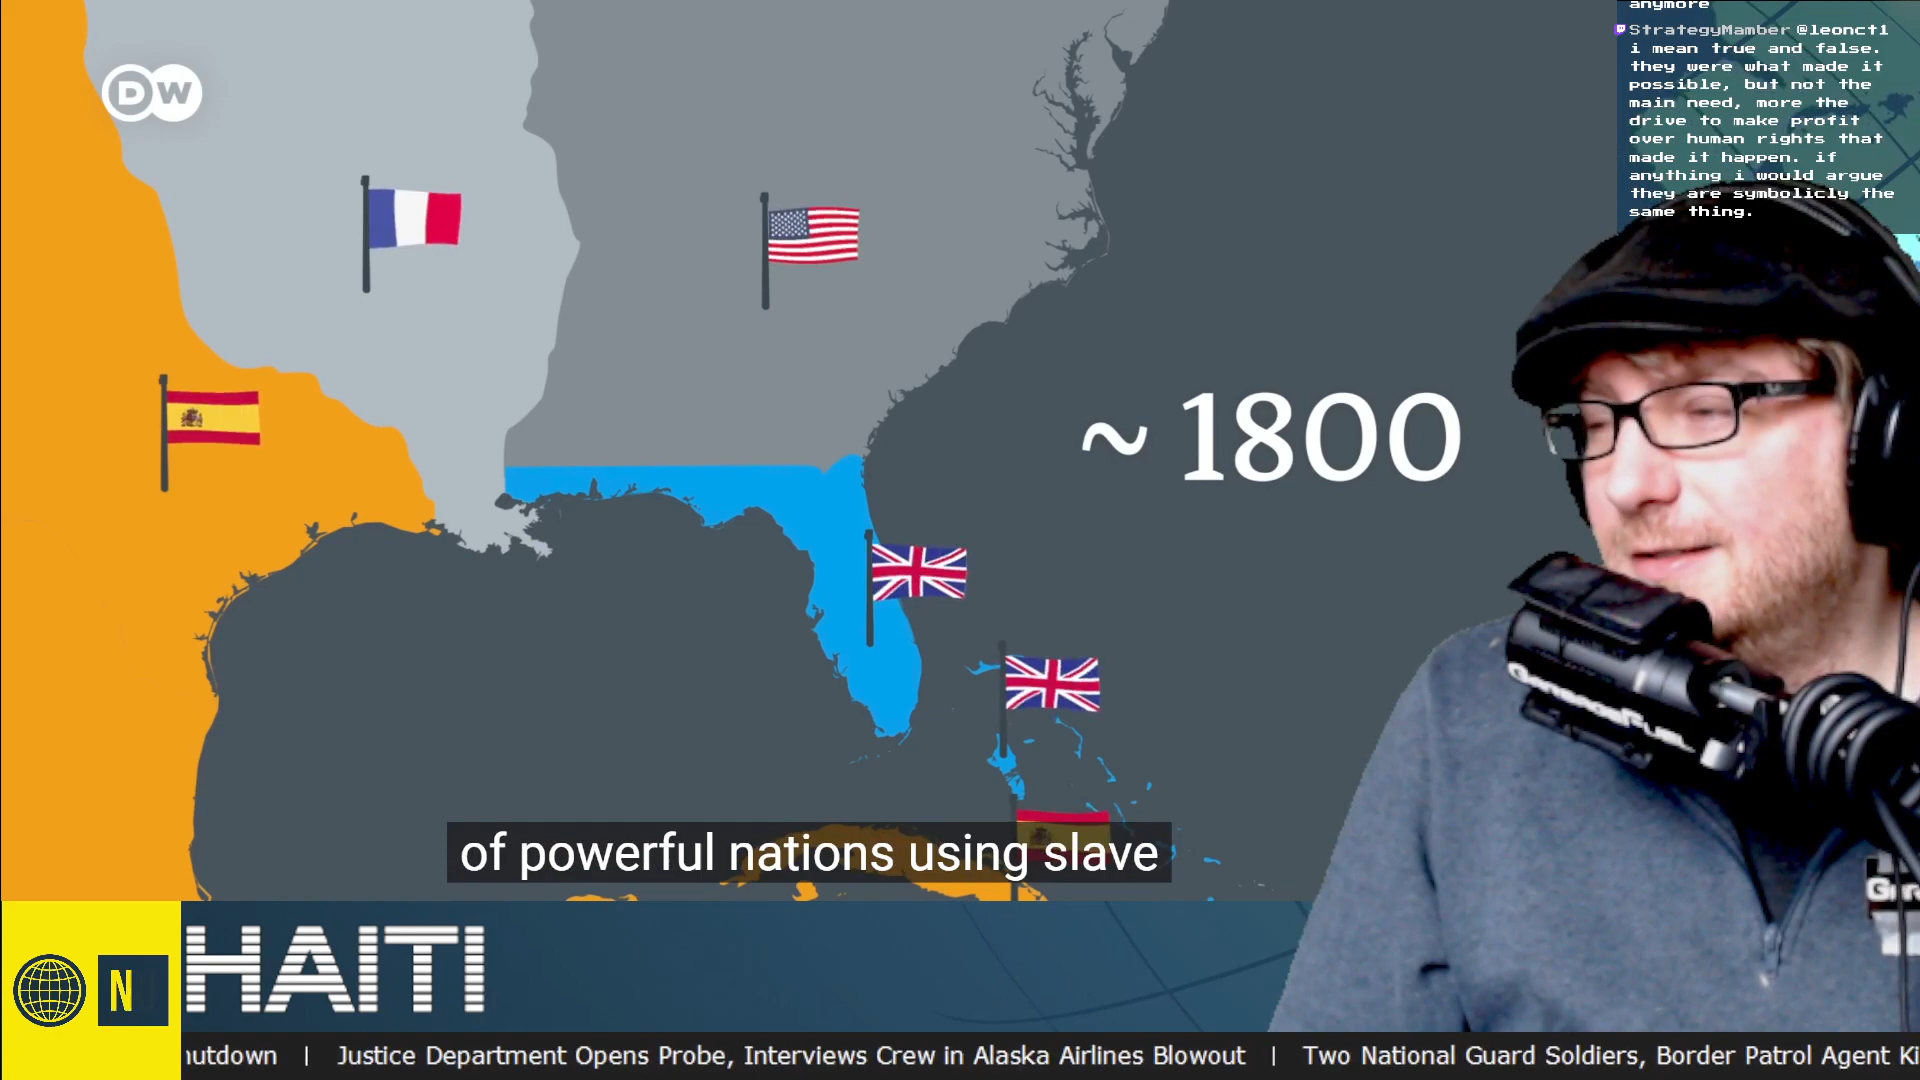 anymore
StrategyMamber @leonct1
i mean true and false.
they were what made it
possible, but not the
main need, more the
drive to make profit
over human rights that
made it happen. if
anything i would argue
they are symbolicly the
same thing.
DW
~ 1800
of powerful nations using slave
N
HAITI
hutdown | Justice Department Opens Probe, Interviews Crew in Alaska Airlines Blowout | Two National Guard Soldiers, Border Patrol Agent Ki